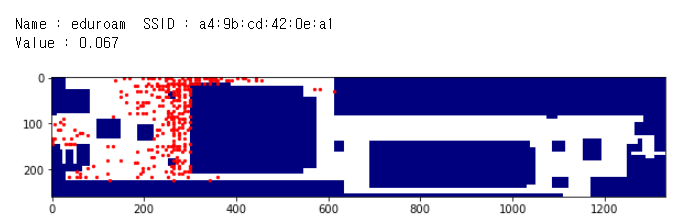 Name : eduroam  SSID : a4:9b:cd:42:0e:a1
Value : 0.067
0
100
200
0 200 400 600 800 1000 1200